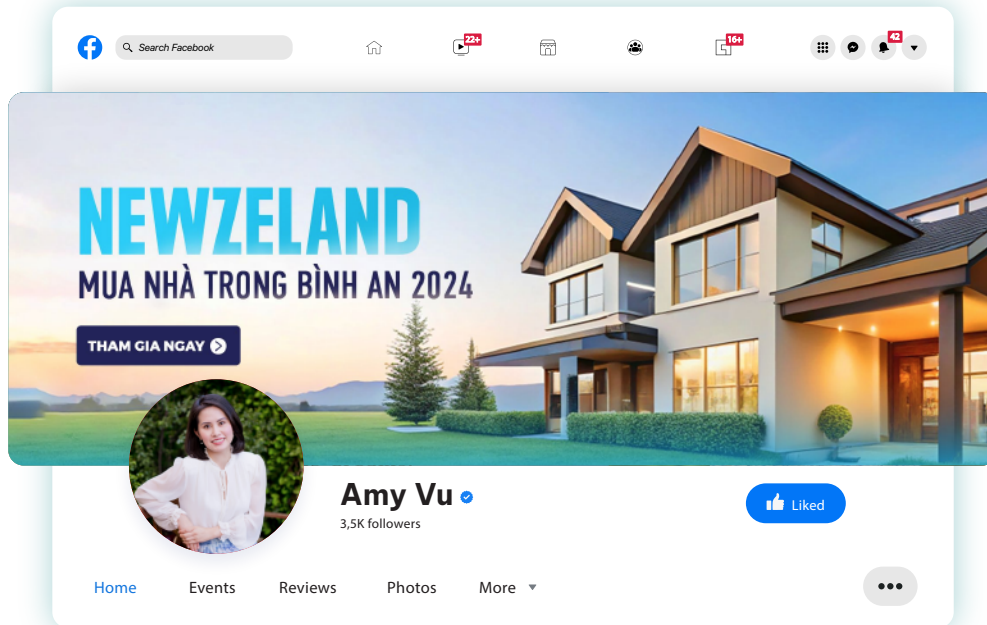 Search Facebook
22+
16+
42
NEWZELAND
MUA NHÀ TRONG BÌNH AN 2024
THAM GIA NGAY
Amy Vu
3,5K followers
Liked
Home
Events
Reviews
Photos
More